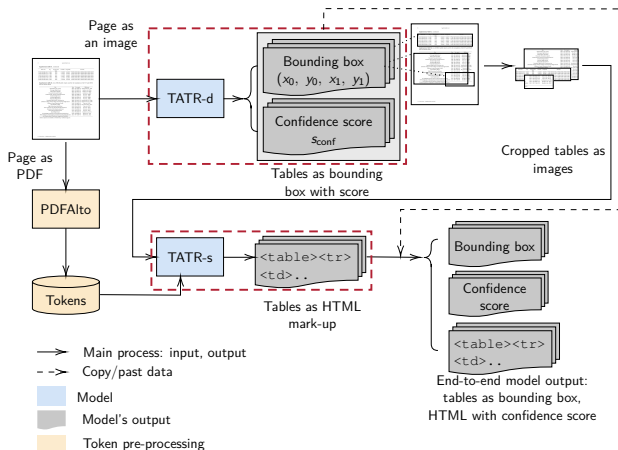 Page as
an image
TATR-d
Bounding box
(x₀, y₀, x₁, y₁)
Confidence score
s_conf
Tables as bounding
box with score
Cropped tables as
images
Page as
PDF
PDFAlto
Tokens
TATR-s
<table><tr>
<td>..
Tables as HTML
mark-up
Bounding box
Confidence
score
<table><tr>
<td>..
End-to-end model output:
tables as bounding box,
HTML with confidence score
Main process: input, output
Copy/past data
Model
Model's output
Token pre-processing